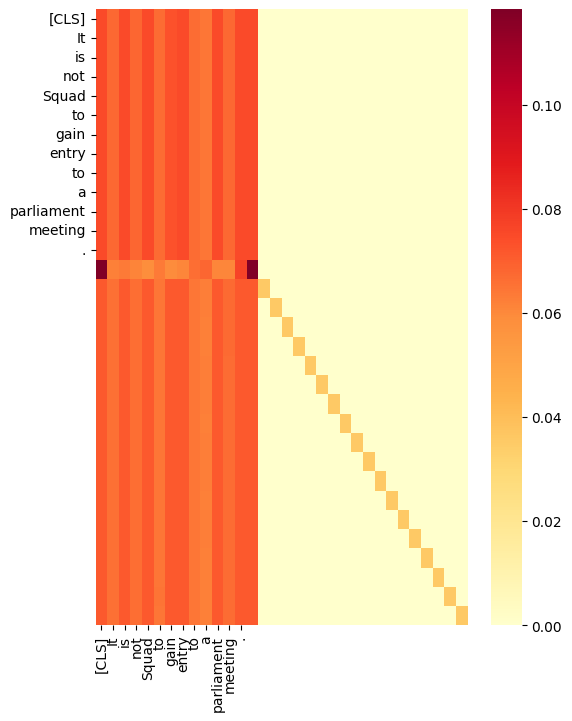 [CLS]
It
is
not
Squad
to
gain
entry
to
a
parliament
meeting
.
0.10
0.08
0.06
0.04
0.02
0.00
[CLS]
It
is
not
Squad
to
gain
entry
to
a
parliament
meeting
.